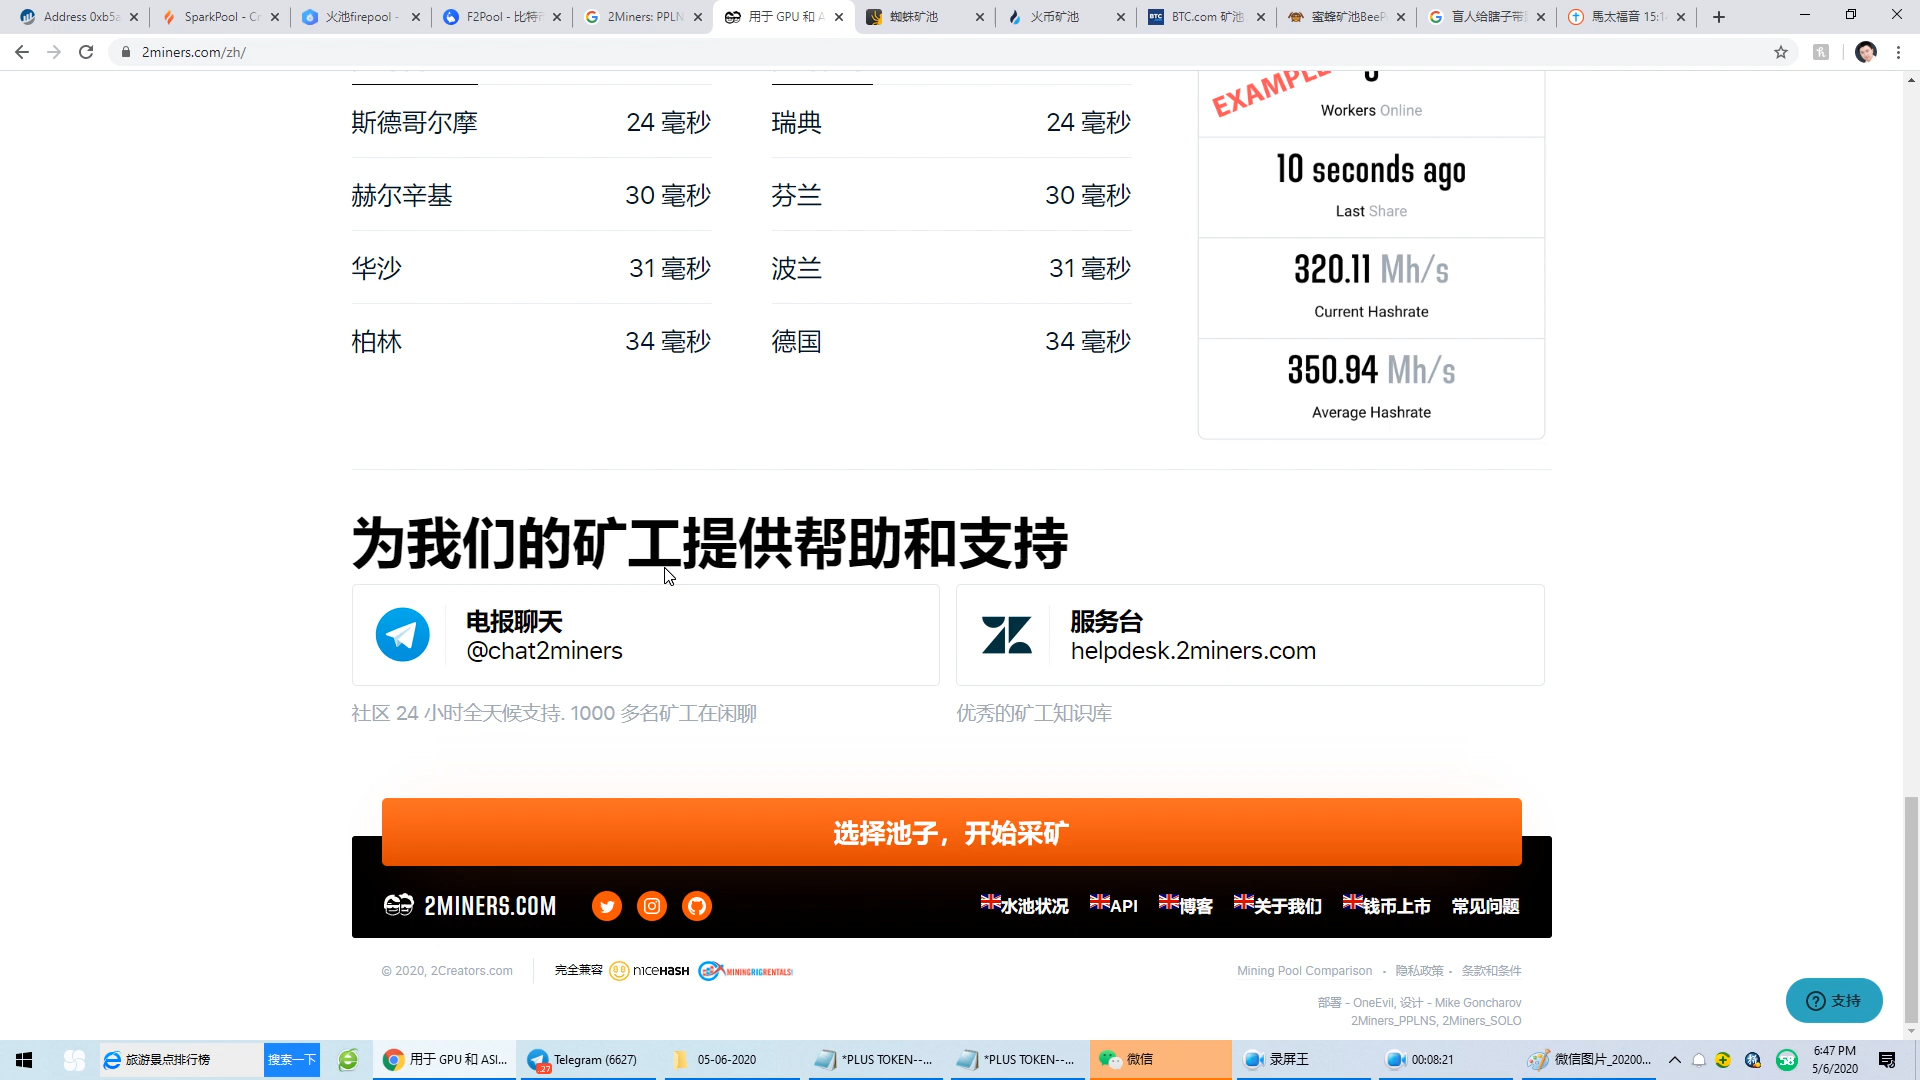 Address 0xb5a
SparkPool - Cr
火池firepool -
F2Pool - 比特币
2Miners: PPLN
用于 GPU 和 A
蜘蛛矿池
火币矿池
BTC.com 矿池
蜜蜂矿池BeeP
盲人给瞎子带
馬太福音 15:1
2miners.com/zh/
EXAMPLE
Workers Online
斯德哥尔摩 24 毫秒 瑞典 24 毫秒
10 seconds ago
Last Share
赫尔辛基 30 毫秒 芬兰 30 毫秒
华沙 31 毫秒 波兰 31 毫秒
320.11 Mh/s
Current Hashrate
柏林 34 毫秒 德国 34 毫秒
350.94 Mh/s
Average Hashrate
为我们的矿工提供帮助和支持
电报聊天
@chat2miners
服务台
helpdesk.2miners.com
社区 24 小时全天候支持. 1000 多名矿工在闲聊
优秀的矿工知识库
选择池子，开始采矿
2MINERS.COM
水池状况 API 博客 关于我们 钱币上市 常见问题
© 2020, 2Creators.com
完全兼容 NICEHASH MININGRIGRENTALS
Mining Pool Comparison · 隐私政策 · 条款和条件
部署 - OneEvil, 设计 - Mike Goncharov
2Miners_PPLNS, 2Miners_SOLO
支持
旅游景点排行榜 搜索一下
用于 GPU 和 ASI...
27
Telegram (6627)
05-06-2020
*PLUS TOKEN--...
*PLUS TOKEN--...
微信
录屏王
00:08:21
微信图片_20200...
58
6:47 PM
5/6/2020